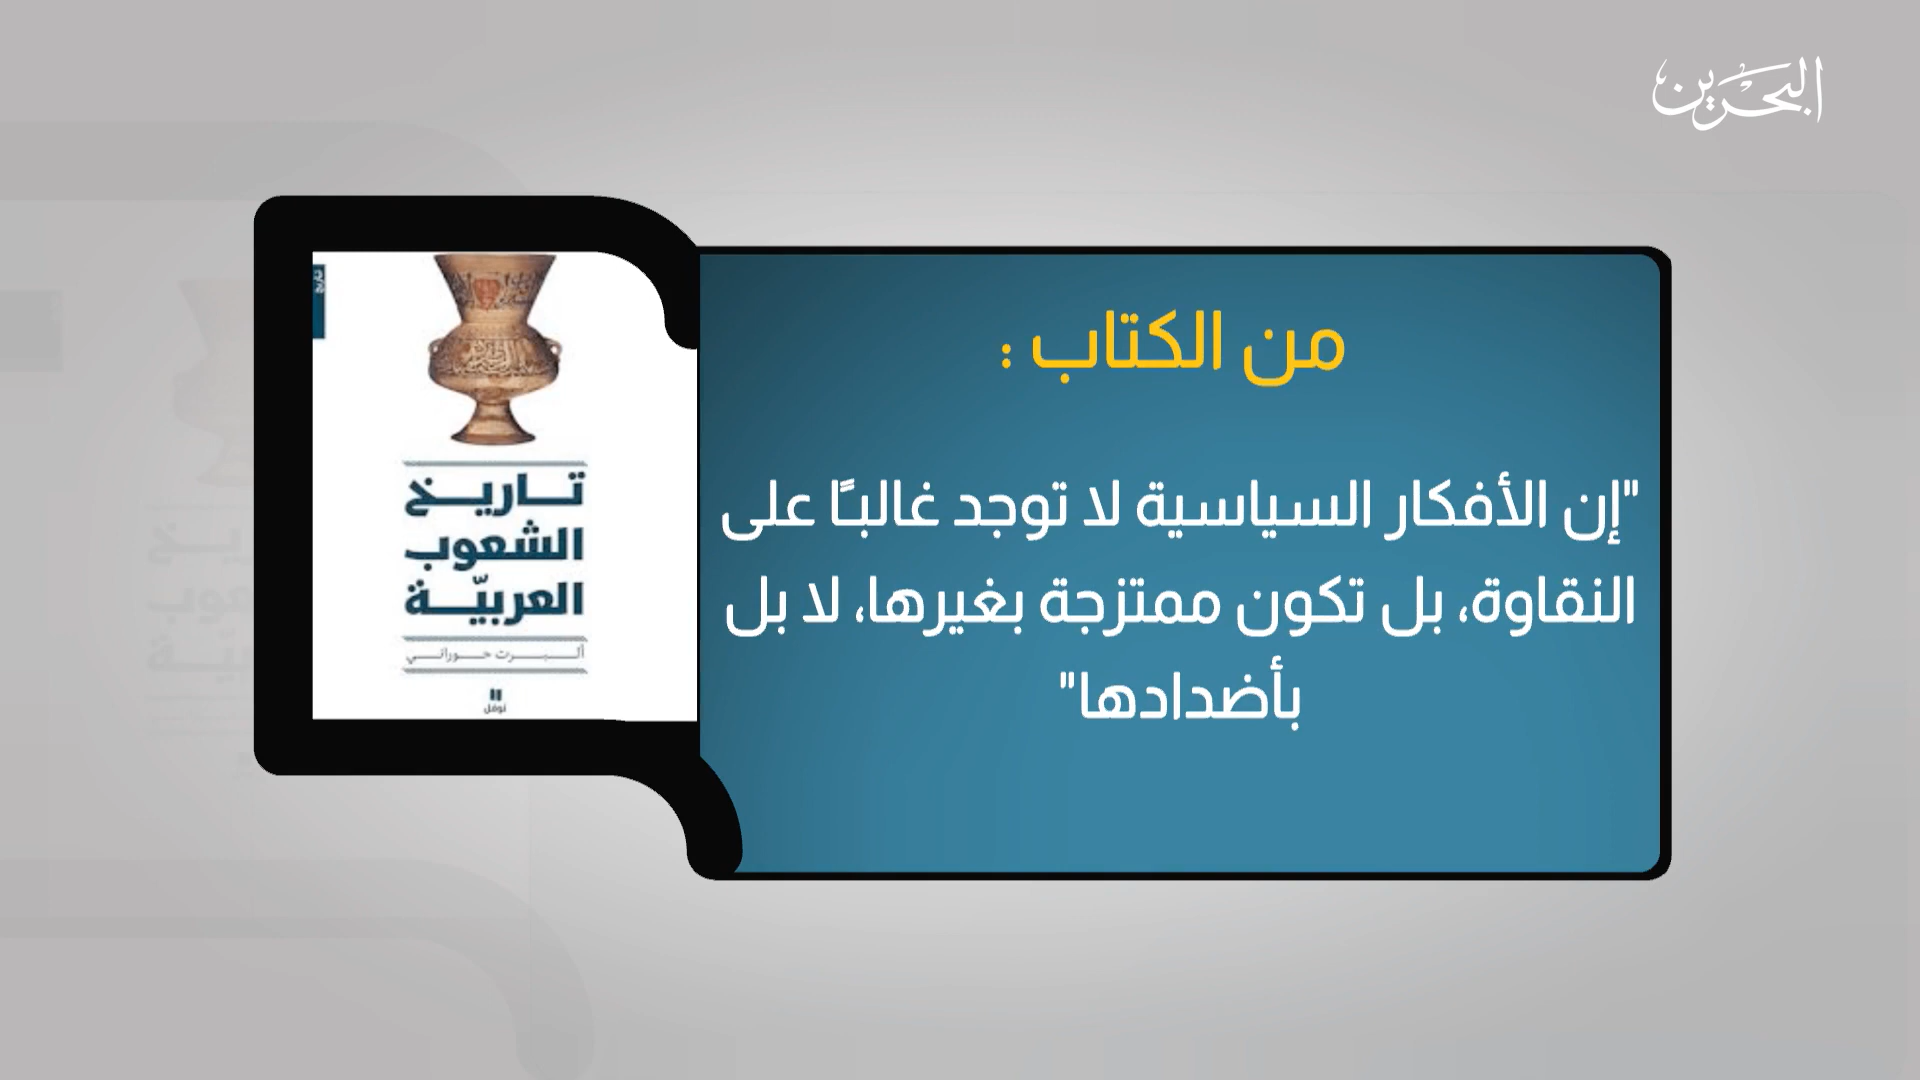 البحرين
من الكتاب :
"إن الأفكار السياسية لا توجد غالبًا على
النقاوة، بل تكون ممتزجة بغيرها، لا بل
بأضدادها"
تاريخ
الشعوب
العربيّة
ألبرت حوراني
نوفل